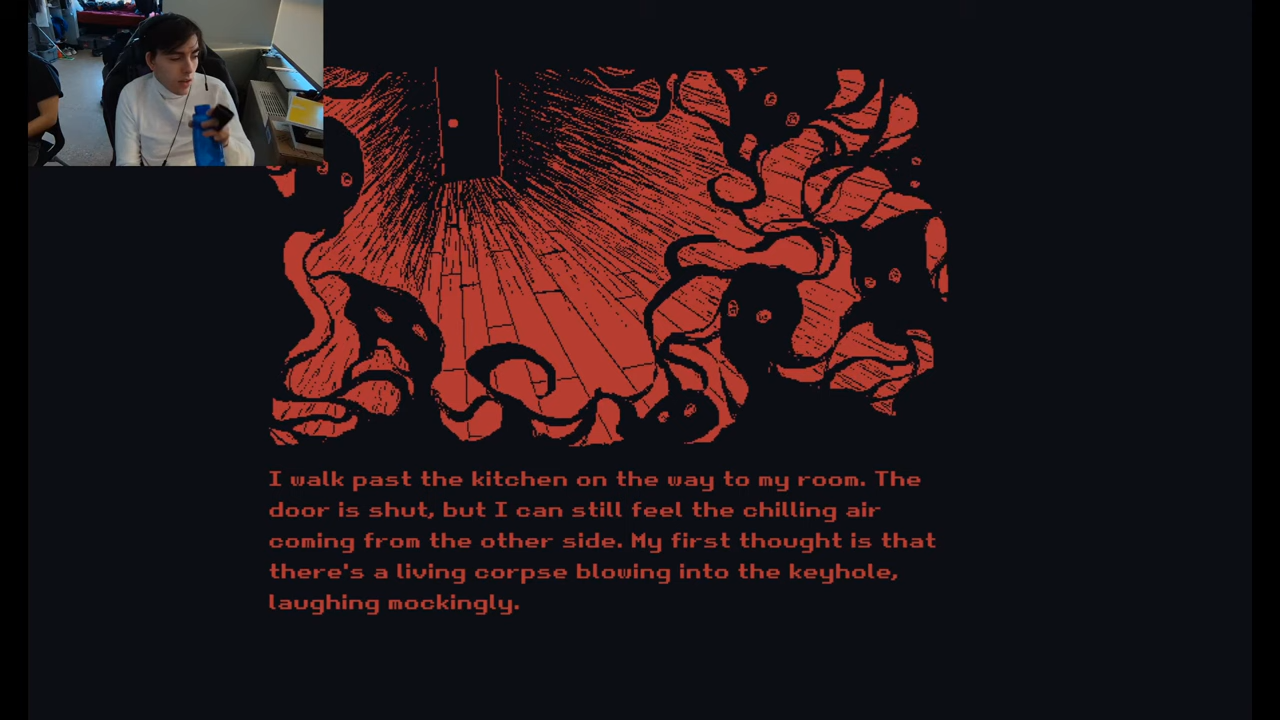 I walk past the kitchen on the way to my room. The
door is shut, but I can still feel the chilling air
coming from the other side. My first thought is that
there's a living corpse blowing into the keyhole,
laughing mockingly.